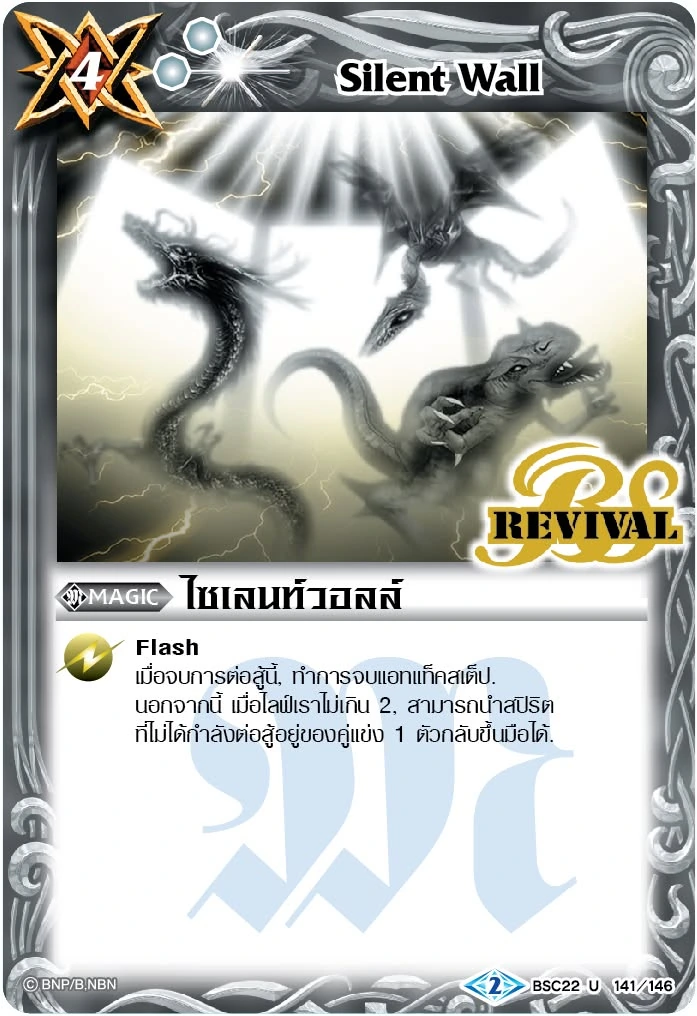 4
Silent Wall
BS
REVIVAL
MAGIC ไซเลนท์วอลล์
Flash
เมื่อจบการต่อสู้นี้, ทำการจบแอทแท็คสเต็ป.
นอกจากนี้ เมื่อไลฟ์เราไม่เกิน 2, สามารถนำสปิริต
ที่ไม่ได้กำลังต่อสู้อยู่ของคู่แข่ง 1 ตัวกลับขึ้นมือได้.
© BNP/B,NBN 2 BSC22 U 141/146